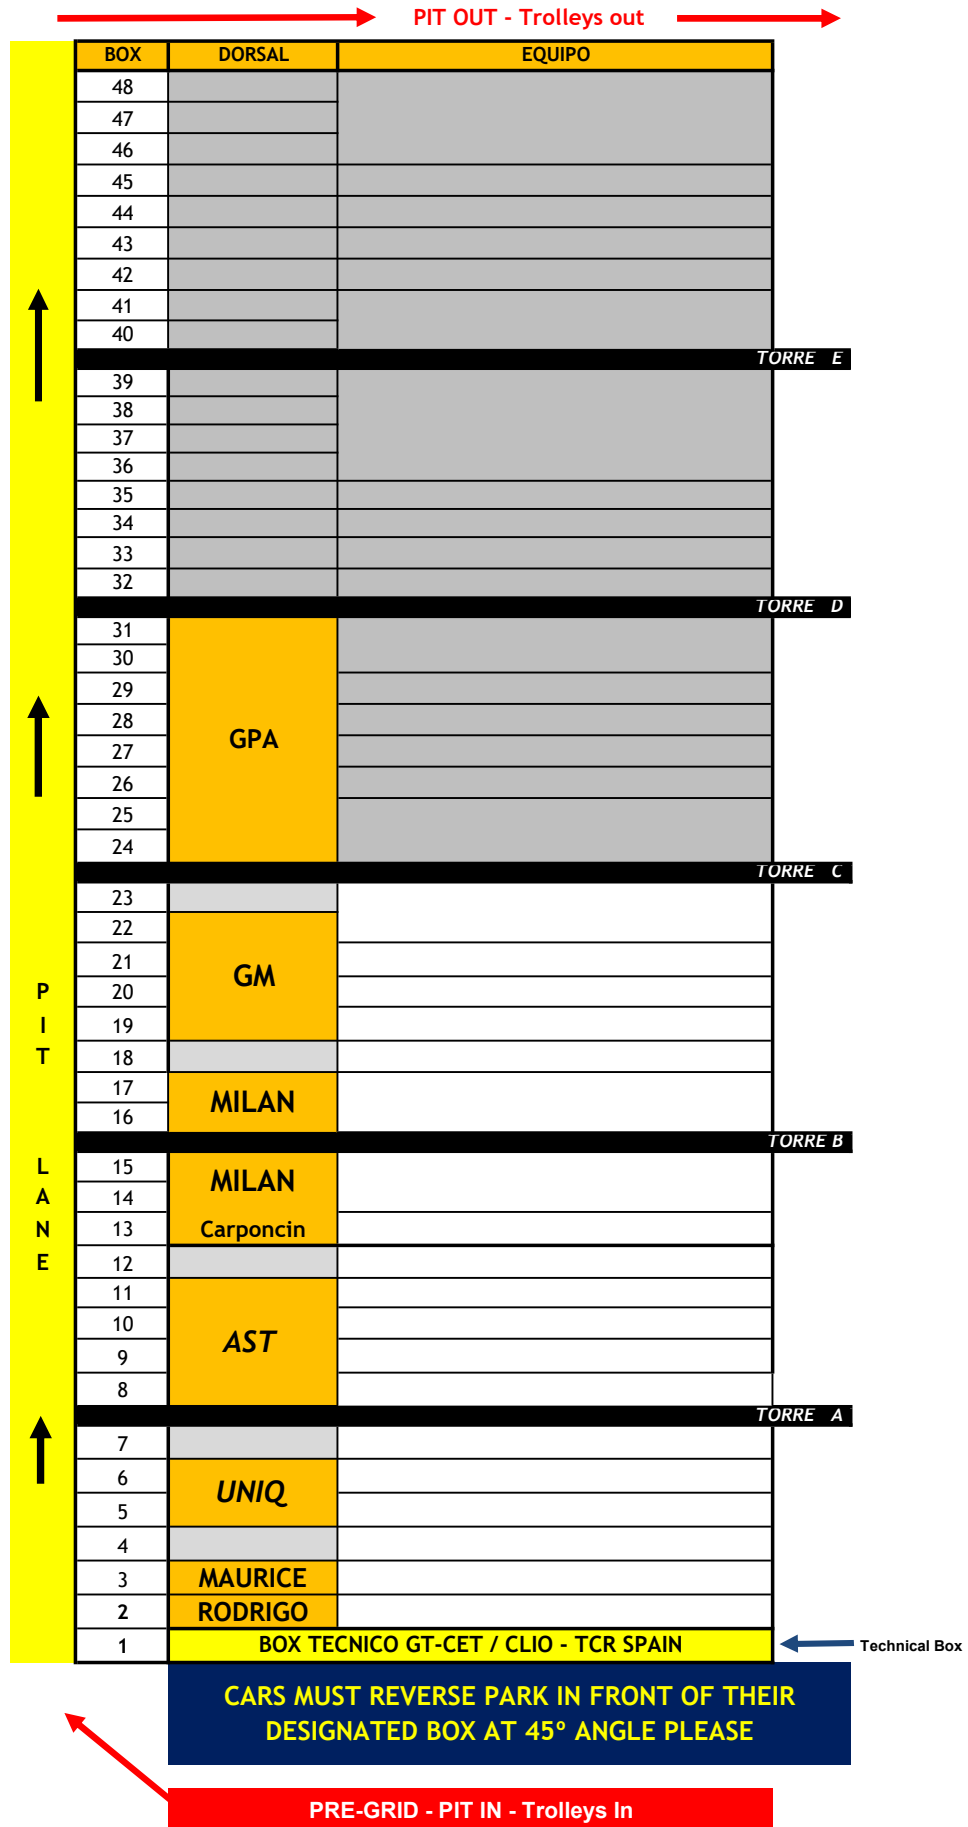 PIT OUT - Trolleys out
BOX DORSAL EQUIPO
48
47
46
45
44
43
42
41
40
TORRE E
39
38
37
36
35
34
33
32
TORRE D
31
30
29
28
GPA
27
26
25
24
TORRE C
23
22
21
GM
20
19
18
17
MILAN
16
TORRE B
15
MILAN
14
13 Carponcin
12
11
10
AST
9
8
TORRE A
7
6
UNIQ
5
4
3 MAURICE
2 RODRIGO
1 BOX TECNICO GT-CET / CLIO - TCR SPAIN
Technical Box
P
I
T
L
A
N
E
CARS MUST REVERSE PARK IN FRONT OF THEIR
DESIGNATED BOX AT 45º ANGLE PLEASE
PRE-GRID - PIT IN - Trolleys In